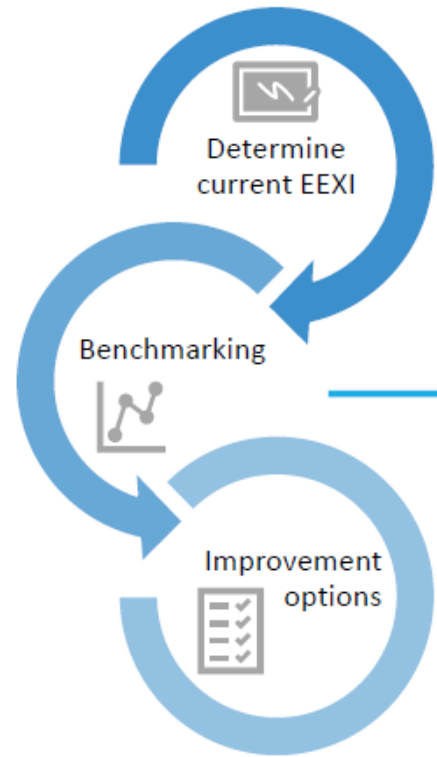 Determine
current EEXI
Benchmarking
Improvement
options